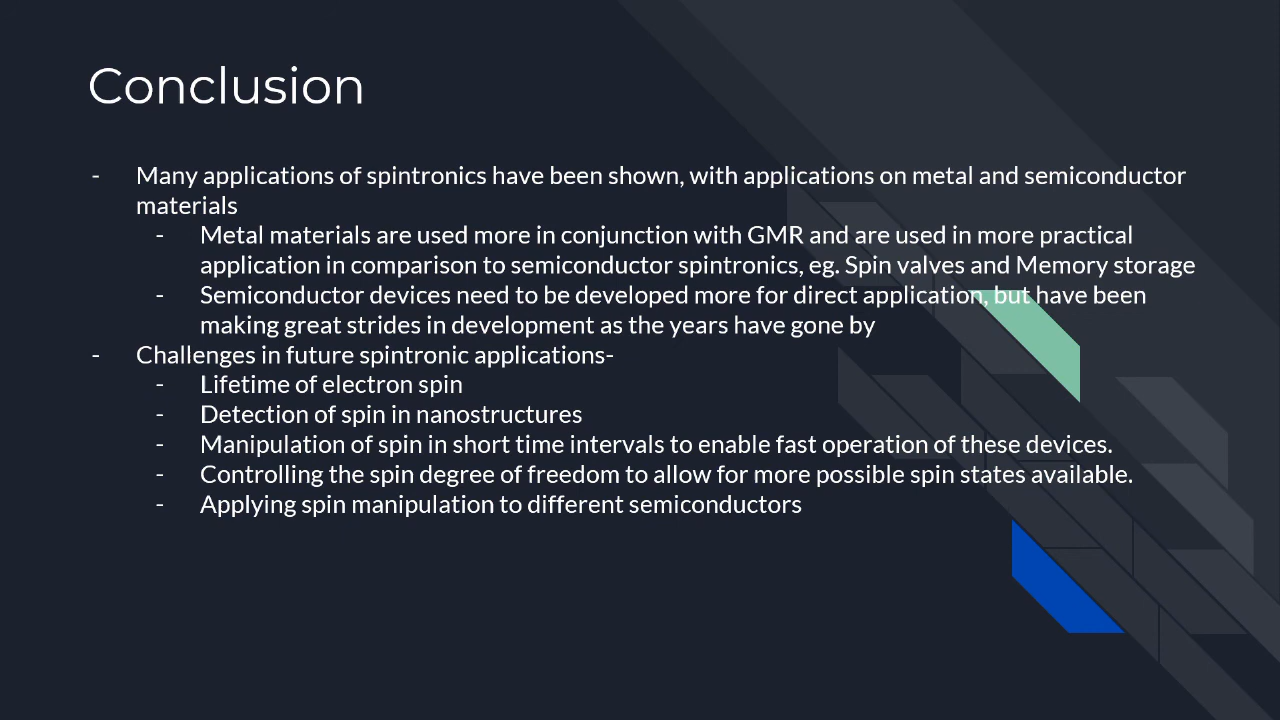 Conclusion
- Many applications of spintronics have been shown, with applications on metal and semiconductor
materials
- Metal materials are used more in conjunction with GMR and are used in more practical
application in comparison to semiconductor spintronics, eg. Spin valves and Memory storage
- Semiconductor devices need to be developed more for direct application, but have been
making great strides in development as the years have gone by
- Challenges in future spintronic applications-
- Lifetime of electron spin
- Detection of spin in nanostructures
- Manipulation of spin in short time intervals to enable fast operation of these devices.
- Controlling the spin degree of freedom to allow for more possible spin states available.
- Applying spin manipulation to different semiconductors